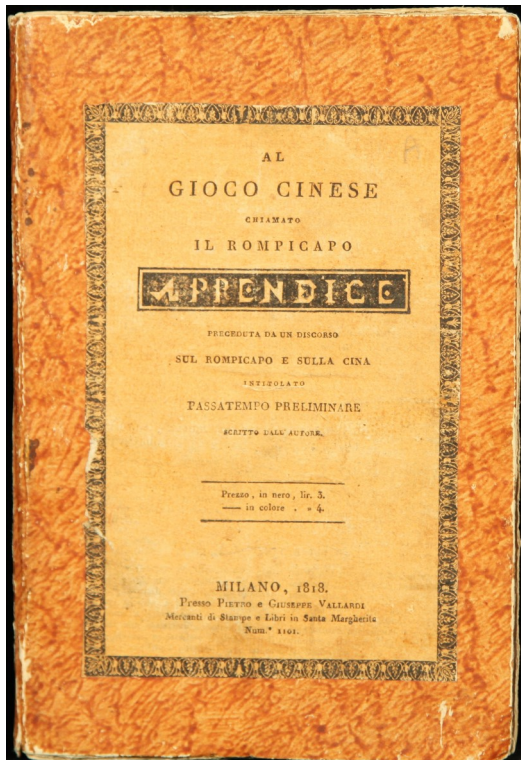 AL
GIOCO CINESE
CHIAMATO
IL ROMPICAPO
APPENDICE
PRECEDUTA DA UN DISCORSO
SUL ROMPICAPO E SULLA CINA
INTITOLATO
PASSATEMPO PRELIMINARE
SCRITTO DALL' AUTORE.
Prezzo, in nero, lir. 3.
— in colore . » 4.
MILANO, 1818.
Presso PIETRO e GIUSEPPE VALLARDI
Mercanti di Stampe e Libri in Santa Margherita
Num.° 1101.